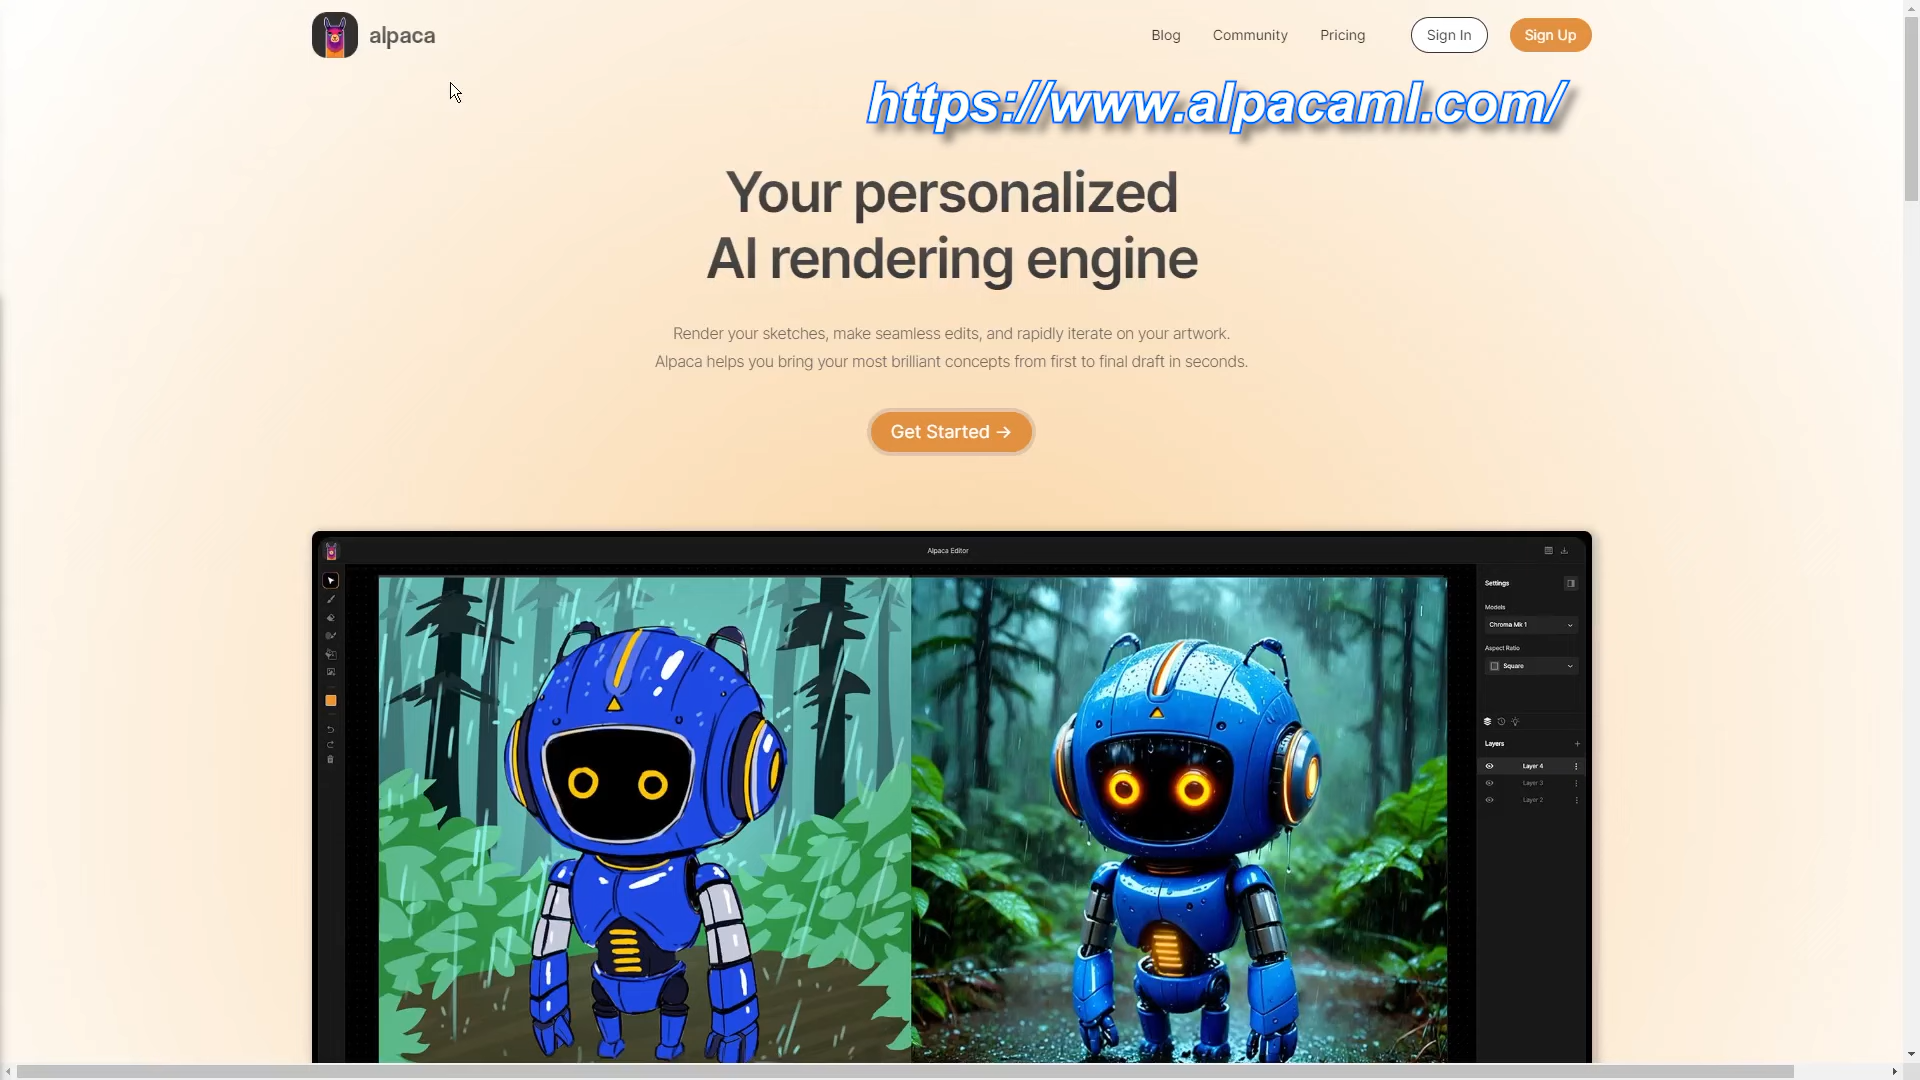 alpaca
Blog
Community
Pricing
Sign In
Sign Up
https://www.alpacaml.com/
Your personalized
AI rendering engine
Render your sketches, make seamless edits, and rapidly iterate on your artwork.
Alpaca helps you bring your most brilliant concepts from first to final draft in seconds.
Get Started →
Alpaca Editor
Settings
Models
Chroma Mk 1
Aspect Ratio
Square
Layers
Layer 4
Layer 3
Layer 2